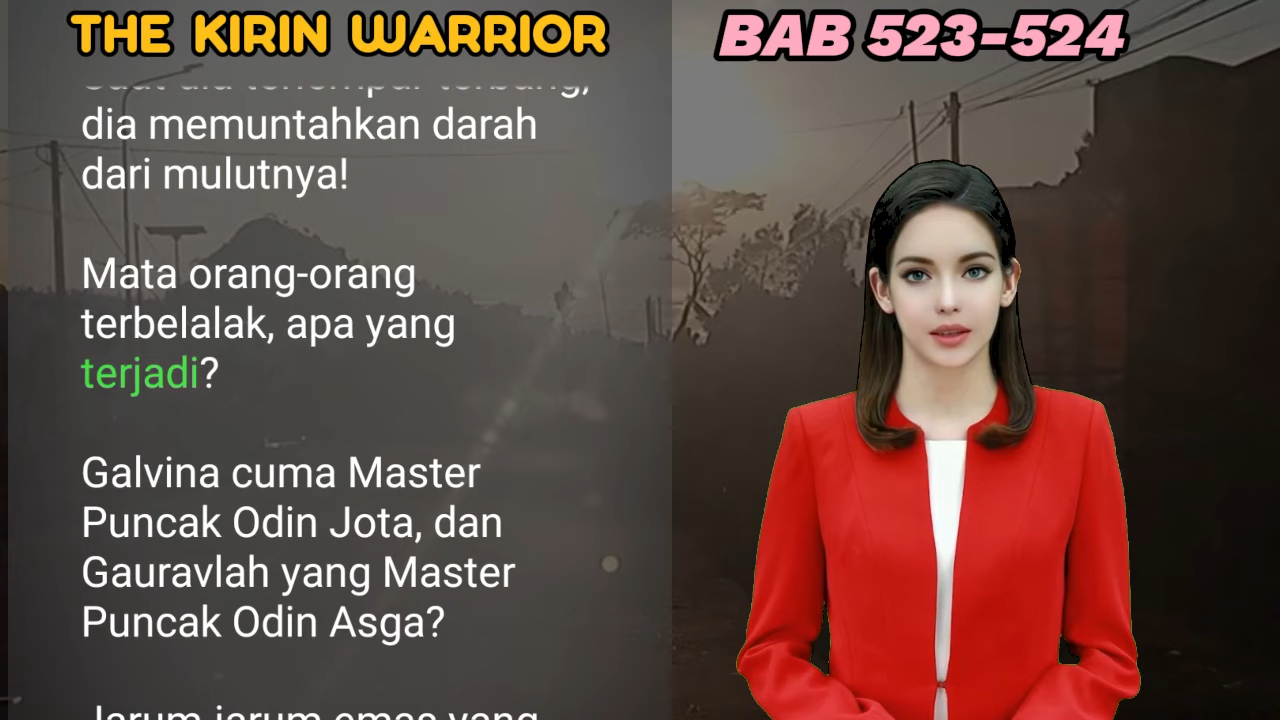 THE KIRIN WARRIOR
BAB 523-524
dia memuntahkan darah
dari mulutnya!
Mata orang-orang
terbelalak, apa yang
terjadi?
Galvina cuma Master
Puncak Odin Jota, dan
Gauravlah yang Master
Puncak Odin Asga?